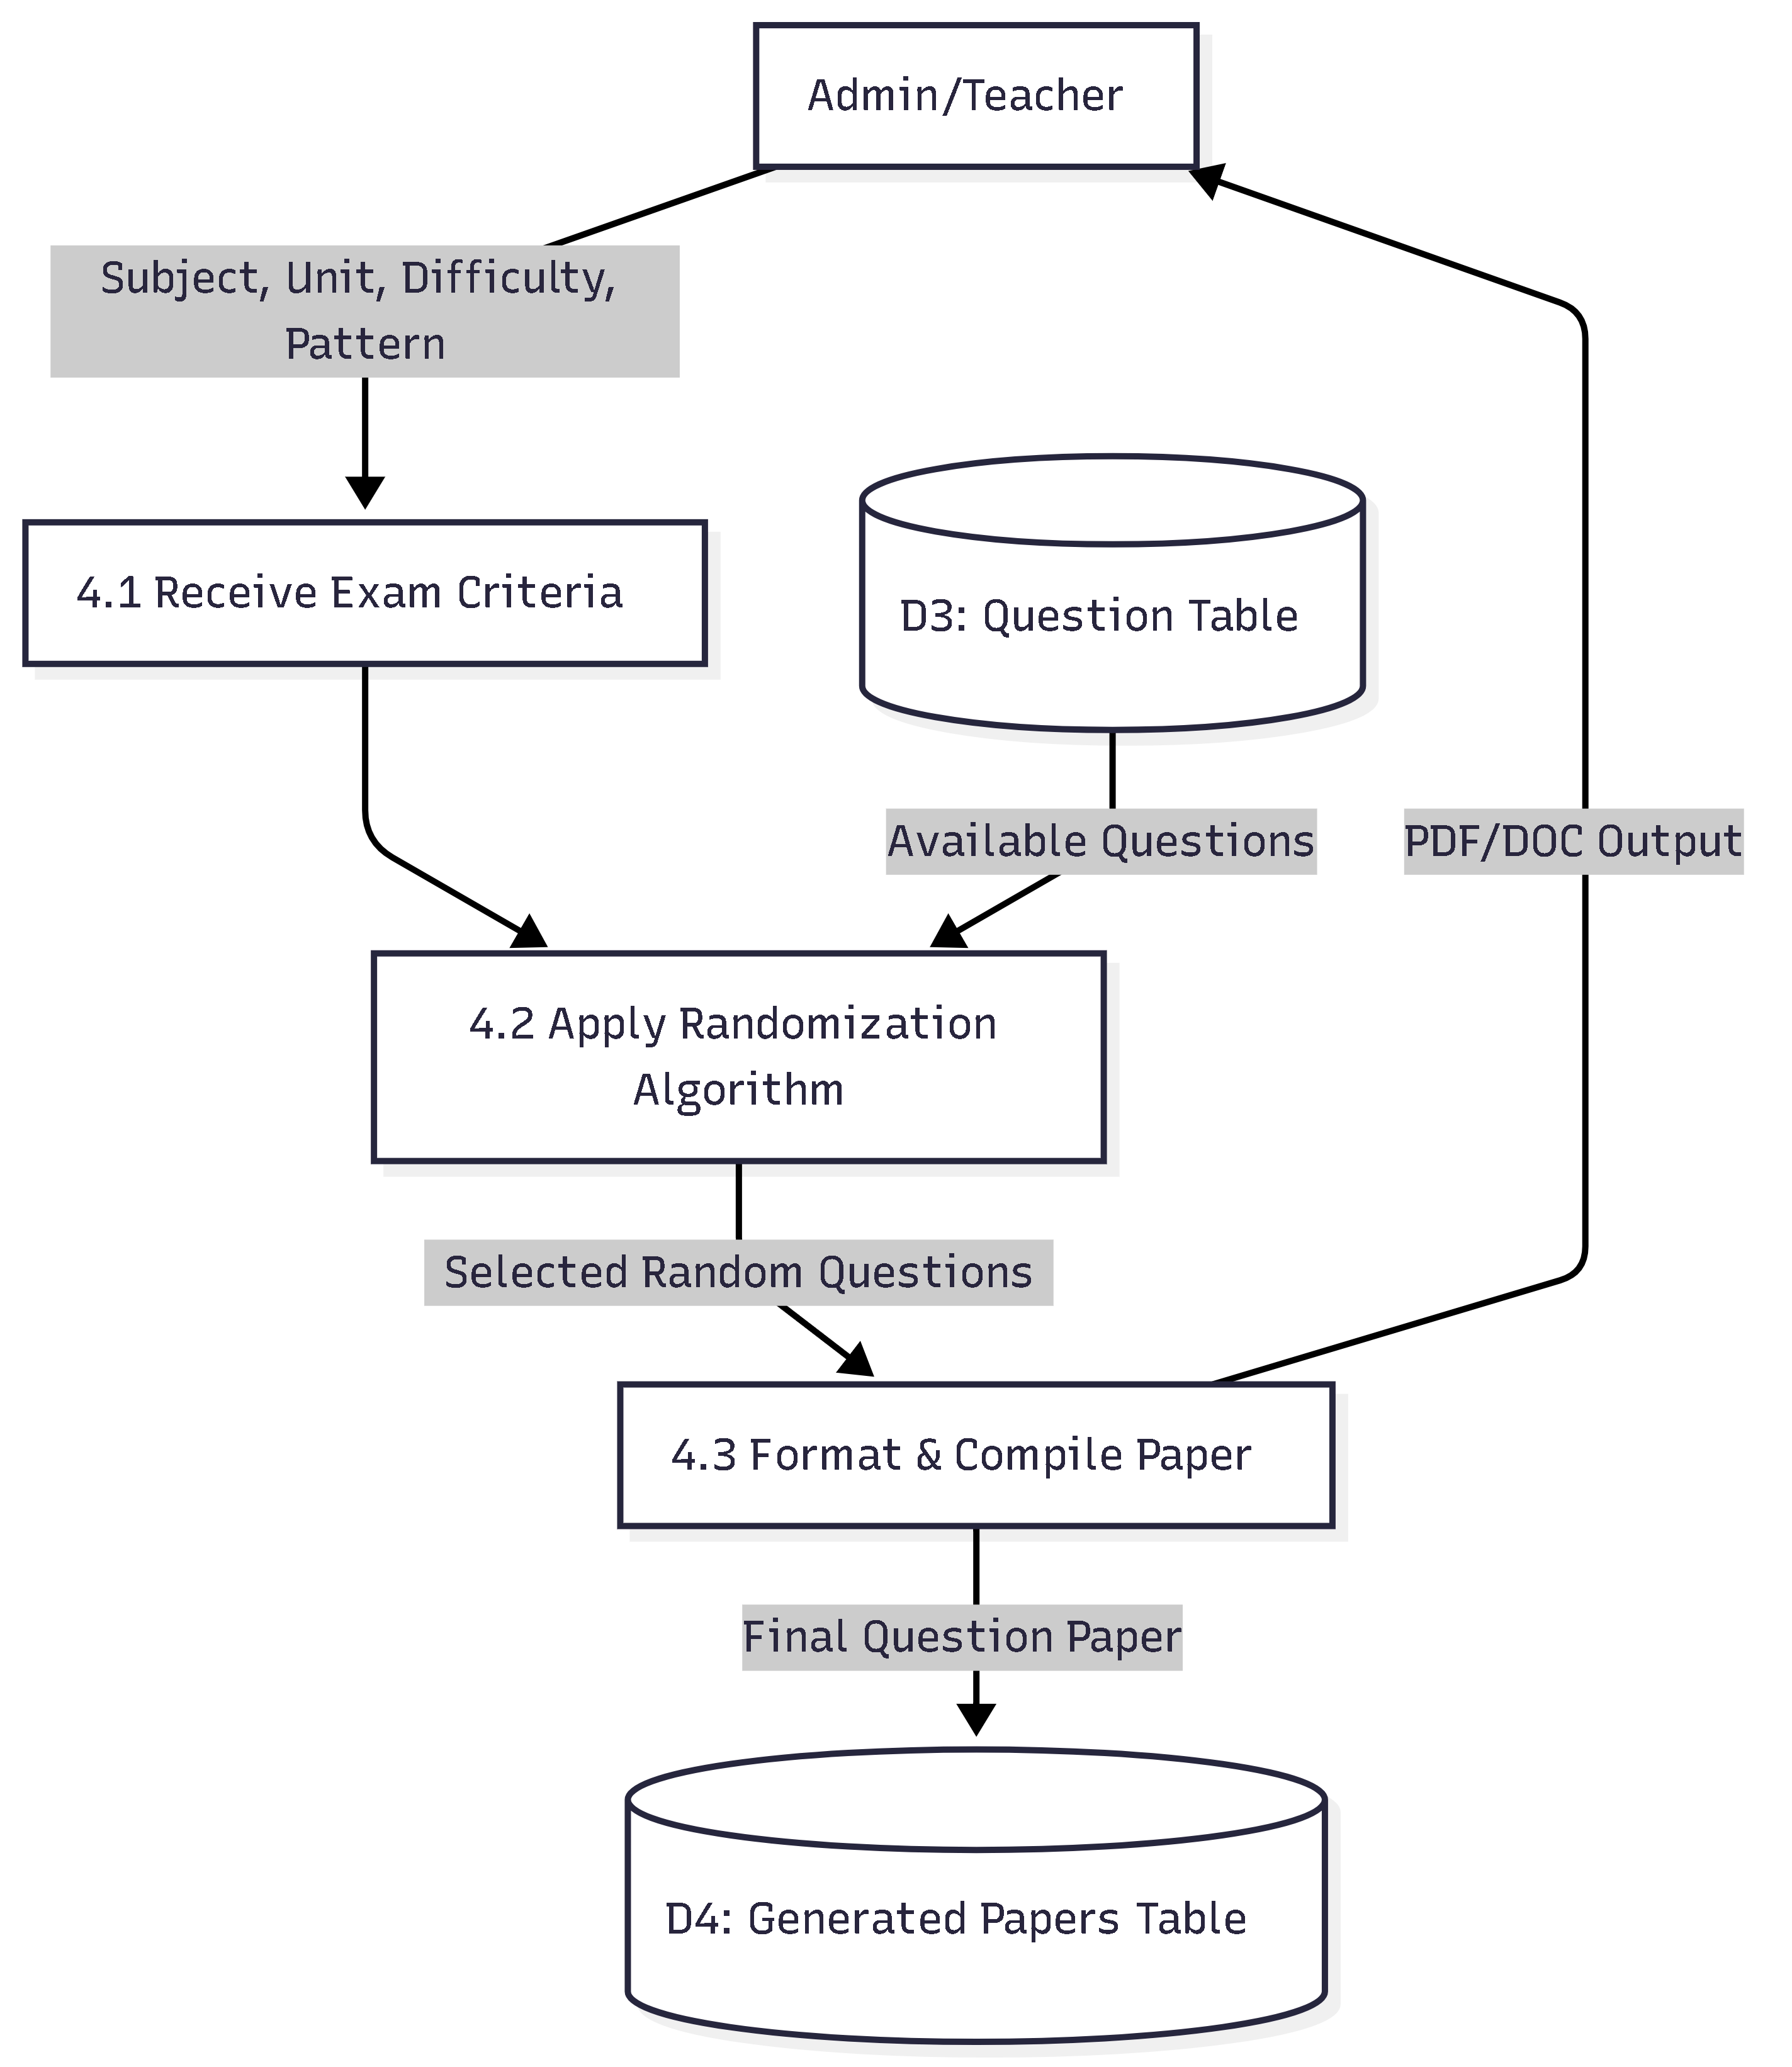 Admin/Teacher
Subject, Unit, Difficulty,
Pattern
4.1 Receive Exam Criteria
D3: Question Table
Available Questions
PDF/DOC Output
4.2 Apply Randomization
Algorithm
Selected Random Questions
4.3 Format & Compile Paper
Final Question Paper
D4: Generated Papers Table